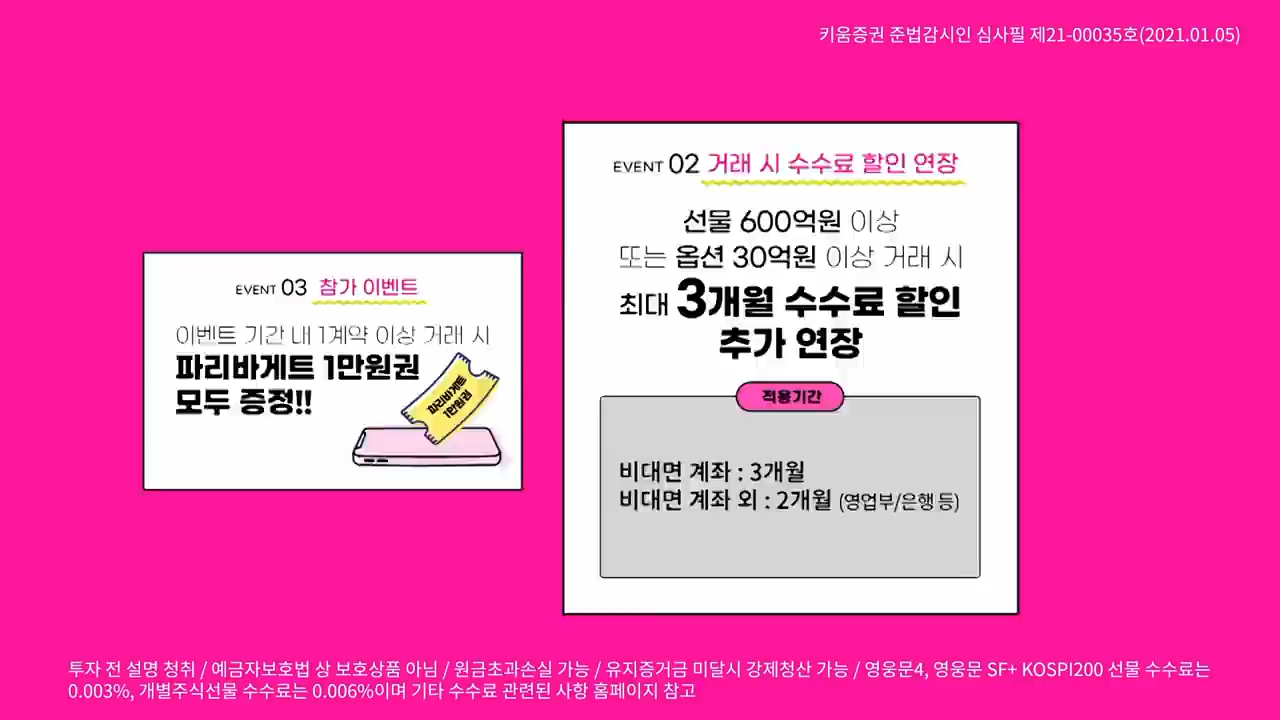 키움증권 준법감시인 심사필 제21-00035호(2021.01.05)
EVENT 03 참가 이벤트
이벤트 기간 내 1계약 이상 거래 시
파리바게트 1만원권
모두 증정!!
파리바게트
1만원권
EVENT 02 거래 시 수수료 할인 연장
선물 600억원 이상
또는 옵션 30억원 이상 거래 시
최대 3개월 수수료 할인
추가 연장
적용기간
비대면 계좌 : 3개월
비대면 계좌 외 : 2개월 (영업부/은행 등)
투자 전 설명 청취 / 예금자보호법 상 보호상품 아님 / 원금초과손실 가능 / 유지증거금 미달시 강제청산 가능 / 영웅문4, 영웅문 SF+ KOSPI200 선물 수수료는
0.003%, 개별주식선물 수수료는 0.006%이며 기타 수수료 관련된 사항 홈페이지 참고